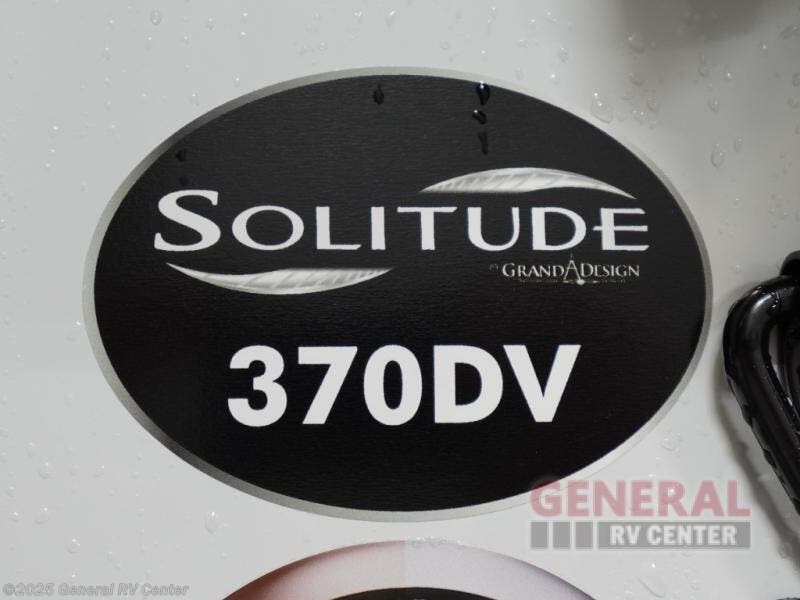 SOLITUDE
BY GRAND DESIGN
370DV
GENERAL
RV CENTER
©2025 General RV Center